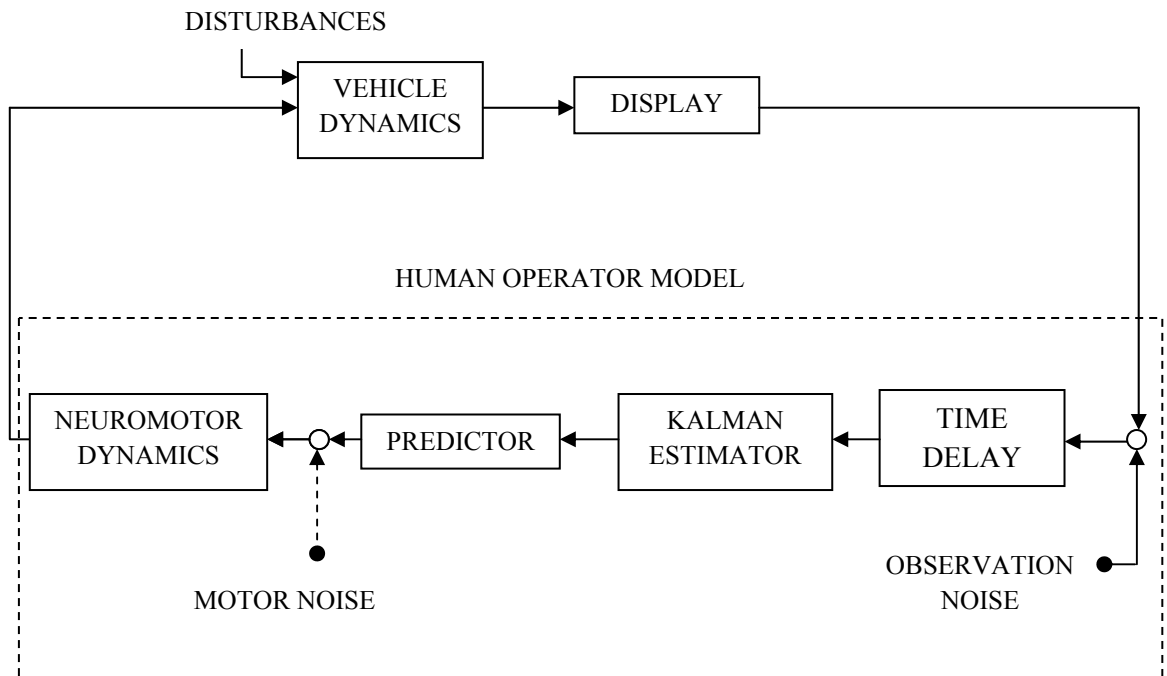 DISTURBANCES
VEHICLE
DYNAMICS
DISPLAY
HUMAN OPERATOR MODEL
NEUROMOTOR
DYNAMICS
PREDICTOR
KALMAN
ESTIMATOR
TIME
DELAY
MOTOR NOISE
OBSERVATION
NOISE